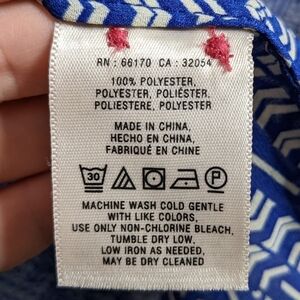 RN : 66170 CA : 32054
100% POLYESTER,
POLYESTER, POLIÉSTER,
POLIESTERE, POLYESTER
MADE IN CHINA,
HECHO EN CHINA,
FABRIQUÉ EN CHINE
30 P
MACHINE WASH COLD GENTLE
WITH LIKE COLORS.
USE ONLY NON-CHLORINE BLEACH.
TUMBLE DRY LOW.
LOW IRON AS NEEDED,
MAY BE DRY CLEANED